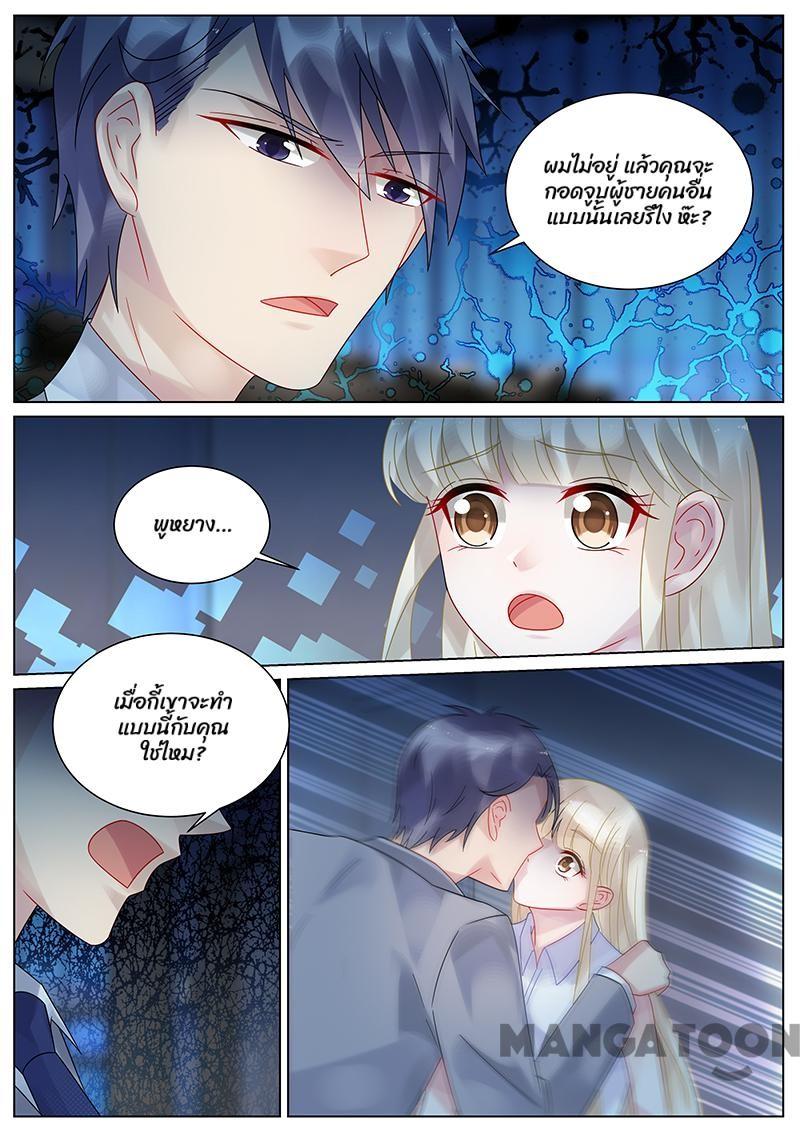 ผมไม่อยู่ แล้วคุณจะ
กอดจูบผู้ชายคนอื่น
แบบนั้นเลยรึไง ห๊ะ?
พูหยาง...
เมื่อกี้เขาจะทำ
แบบนี้กับคุณ
ใช่ไหม?
MANGATOON